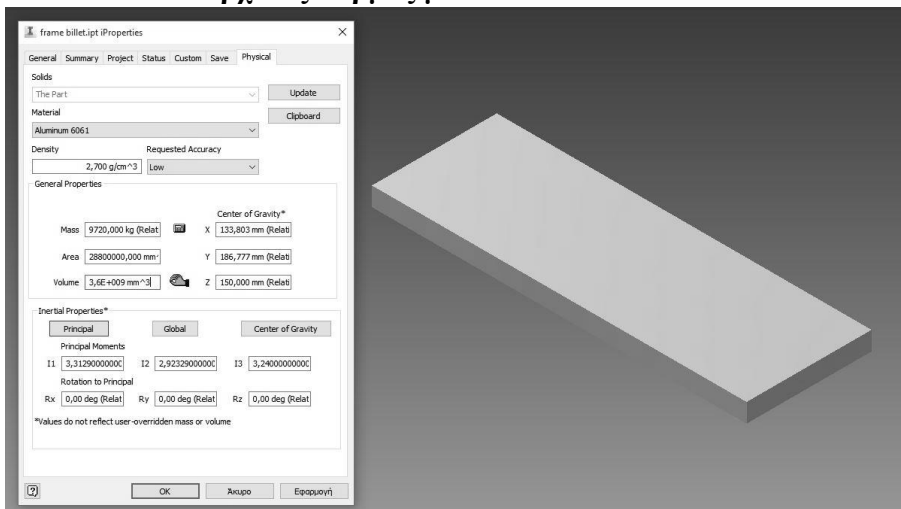 frame billet.ipt iProperties
General Summary Project Status Custom Save Physical
Solids
The Part
Update
Material
Clipboard
Aluminum 6061
Density Requested Accuracy
2,700 g/cm^3 Low
General Properties
Center of Gravity*
Mass 9720,000 kg (Relat X 133,803 mm (Relati
Area 28800000,000 mm^ Y 186,777 mm (Relati
Volume 3,6E+009 mm^3 Z 150,000 mm (Relati
Inertial Properties*
Principal Global Center of Gravity
Principal Moments
I1 3,3129000000 I2 2,9232900000 I3 3,2400000000
Rotation to Principal
Rx 0,00 deg (Relat Ry 0,00 deg (Relat Rz 0,00 deg (Relat
*Values do not reflect user-overridden mass or volume
OK Άκυρο Εφαρμογή